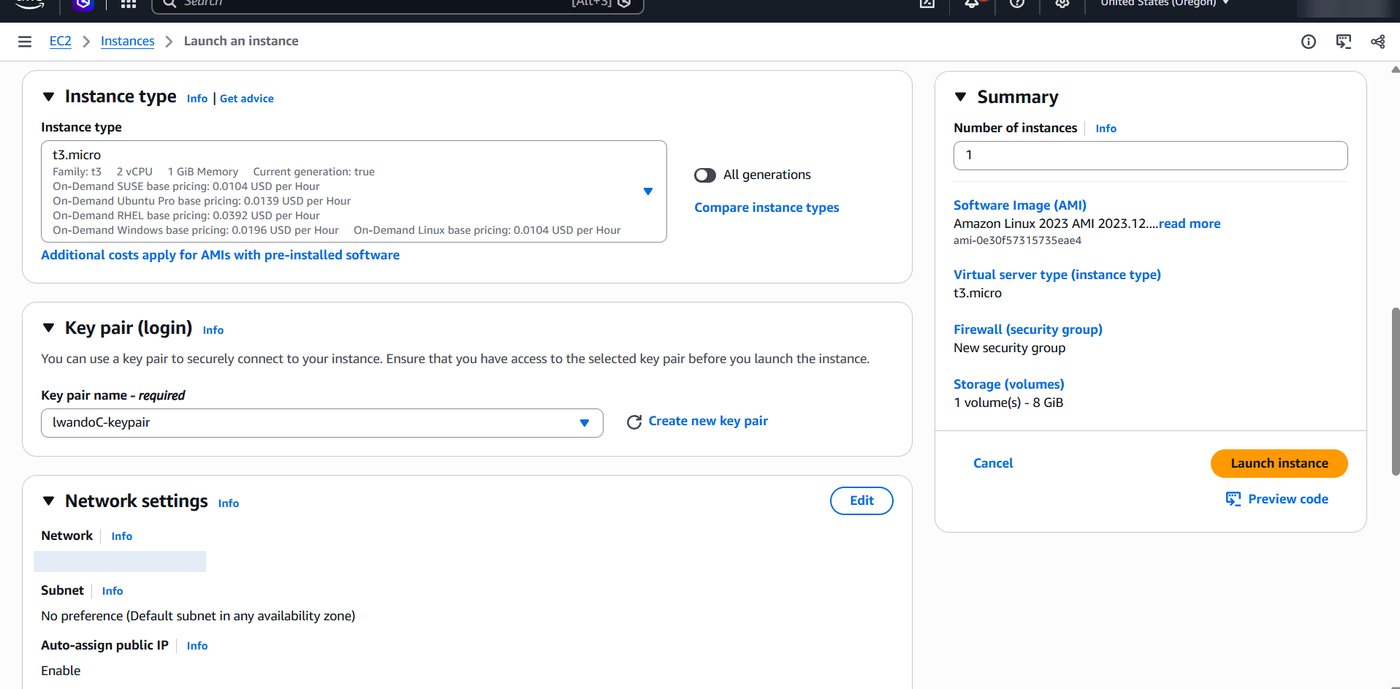 Search
[Alt+S]
United States (Oregon)
EC2 > Instances > Launch an instance
Instance type Info | Get advice
Instance type
t3.micro
Family: t3 2 vCPU 1 GiB Memory Current generation: true
On-Demand SUSE base pricing: 0.0104 USD per Hour
On-Demand Ubuntu Pro base pricing: 0.0139 USD per Hour
On-Demand RHEL base pricing: 0.0392 USD per Hour
On-Demand Windows base pricing: 0.0196 USD per Hour On-Demand Linux base pricing: 0.0104 USD per Hour
All generations
Compare instance types
Additional costs apply for AMIs with pre-installed software
Key pair (login) Info
You can use a key pair to securely connect to your instance. Ensure that you have access to the selected key pair before you launch the instance.
Key pair name - required
lwandoC-keypair
Create new key pair
Network settings Info
Edit
Network Info
Subnet Info
No preference (Default subnet in any availability zone)
Auto-assign public IP Info
Enable
Summary
Number of instances Info
1
Software Image (AMI)
Amazon Linux 2023 AMI 2023.12....read more
ami-0e30f57315735eae4
Virtual server type (instance type)
t3.micro
Firewall (security group)
New security group
Storage (volumes)
1 volume(s) - 8 GiB
Cancel
Launch instance
Preview code